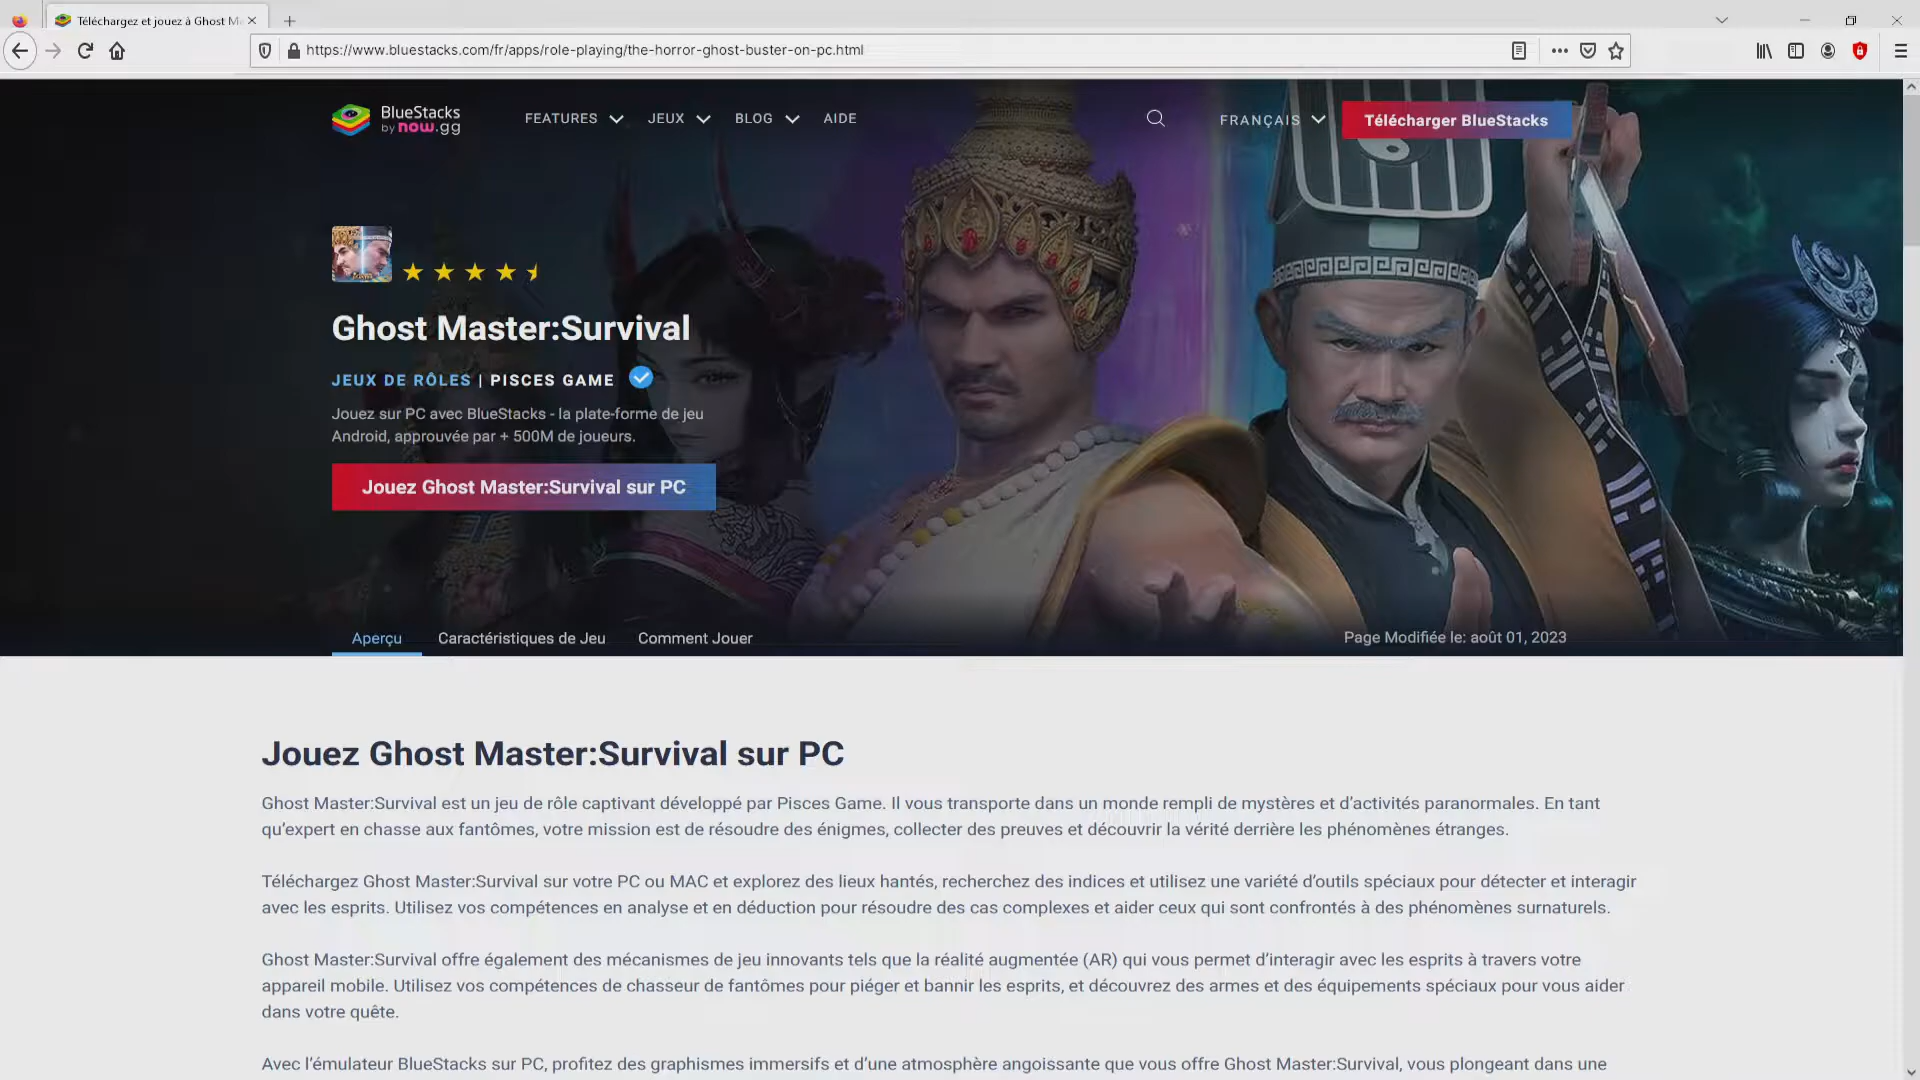 Téléchargez et jouez à Ghost M
https://www.bluestacks.com/fr/apps/role-playing/the-horror-ghost-buster-on-pc.html
BlueStacks
by now.gg
FEATURES
JEUX
BLOG
AIDE
FRANÇAIS
Télécharger BlueStacks
Ghost Master:Survival
JEUX DE RÔLES | PISCES GAME
Jouez sur PC avec BlueStacks - la plate-forme de jeu
Android, approuvée par + 500M de joueurs.
Jouez Ghost Master:Survival sur PC
Aperçu
Caractéristiques de Jeu
Comment Jouer
Page Modifiée le: août 01, 2023
Jouez Ghost Master:Survival sur PC
Ghost Master:Survival est un jeu de rôle captivant développé par Pisces Game. Il vous transporte dans un monde rempli de mystères et d’activités paranormales. En tant
qu’expert en chasse aux fantômes, votre mission est de résoudre des énigmes, collecter des preuves et découvrir la vérité derrière les phénomènes étranges.
Téléchargez Ghost Master:Survival sur votre PC ou MAC et explorez des lieux hantés, recherchez des indices et utilisez une variété d’outils spéciaux pour détecter et interagir
avec les esprits. Utilisez vos compétences en analyse et en déduction pour résoudre des cas complexes et aider ceux qui sont confrontés à des phénomènes surnaturels.
Ghost Master:Survival offre également des mécanismes de jeu innovants tels que la réalité augmentée (AR) qui vous permet d’interagir avec les esprits à travers votre
appareil mobile. Utilisez vos compétences de chasseur de fantômes pour piéger et bannir les esprits, et découvrez des armes et des équipements spéciaux pour vous aider
dans votre quête.
Avec l’émulateur BlueStacks sur PC, profitez des graphismes immersifs et d’une atmosphère angoissante que vous offre Ghost Master:Survival, vous plongeant dans une